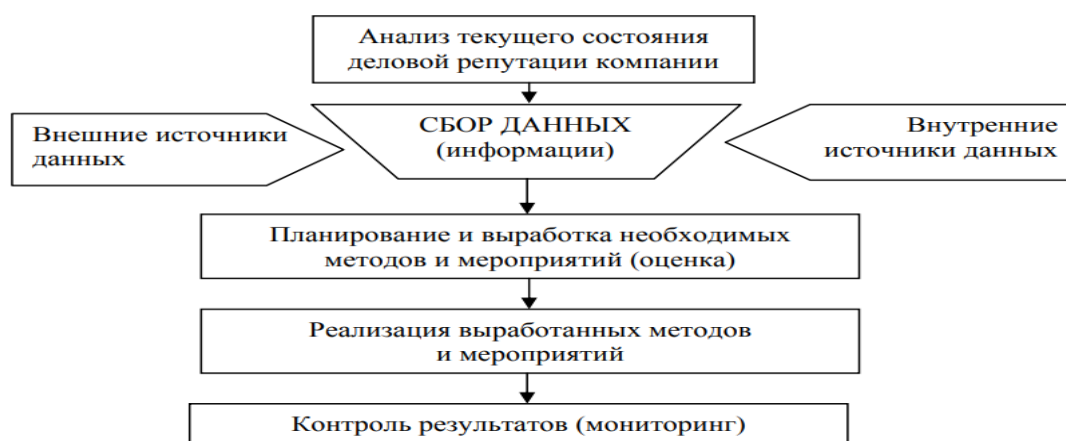 Анализ текущего состояния
деловой репутации компании
Внешние источники
данных
СБОР ДАННЫХ
(информации)
Внутренние
источники данных
Планирование и выработка необходимых
методов и мероприятий (оценка)
Реализация выработанных методов
и мероприятий
Контроль результатов (мониторинг)